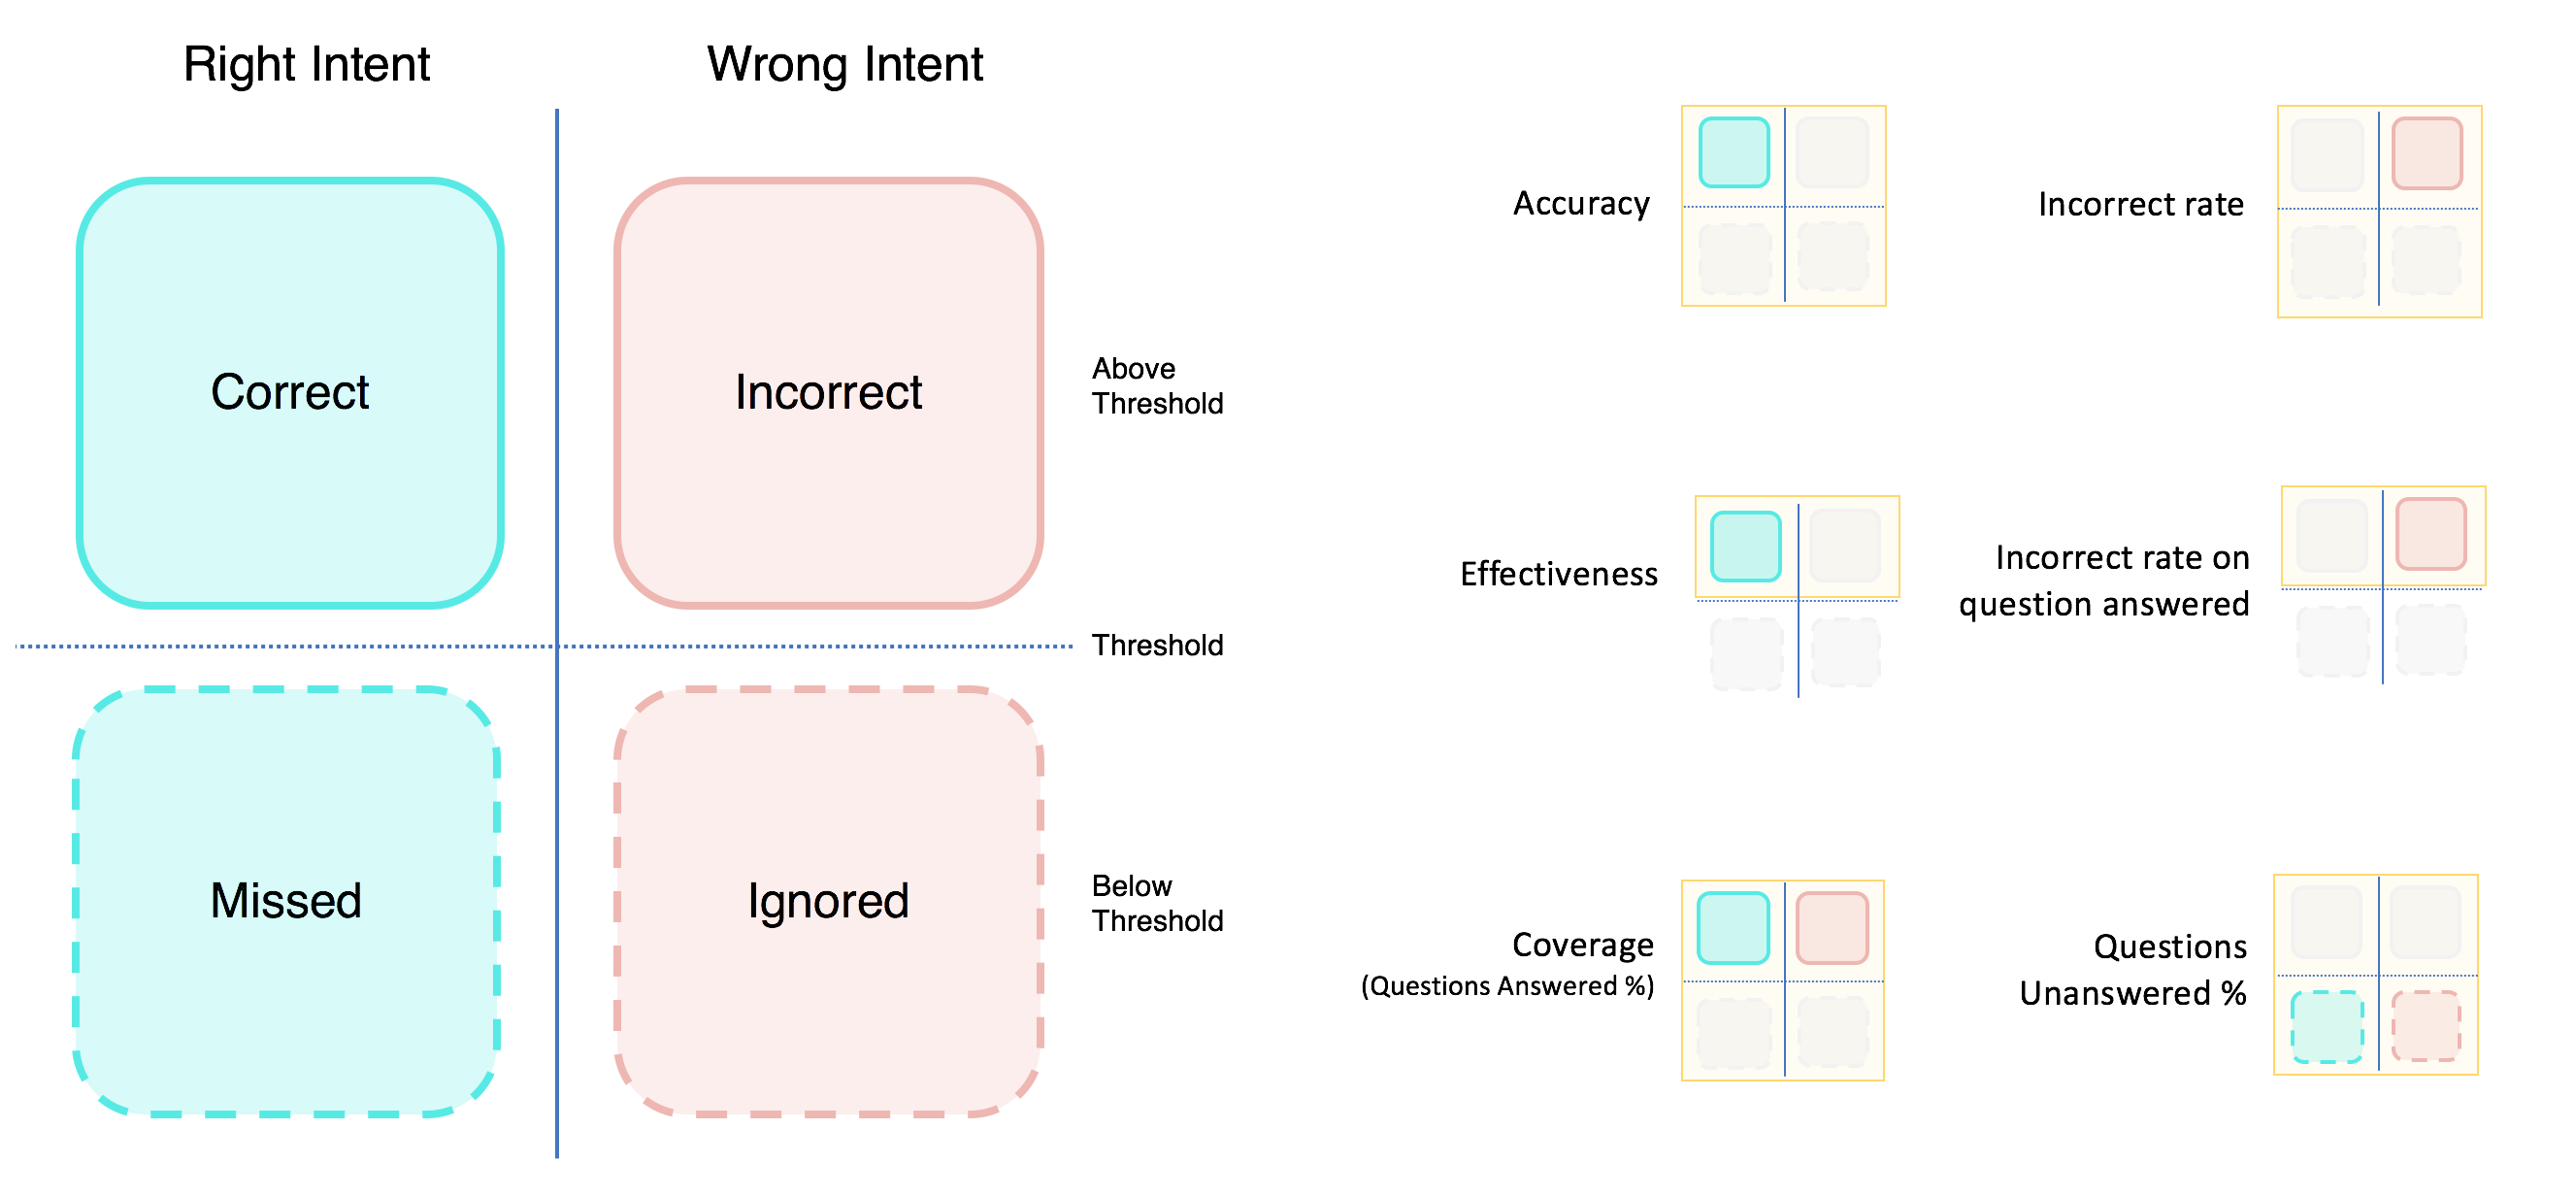 Right Intent
Wrong Intent
Correct
Incorrect
Above
Threshold
Threshold
Missed
Ignored
Below
Threshold
Accuracy
Incorrect rate
Effectiveness
Incorrect rate on
question answered
Coverage
(Questions Answered %)
Questions
Unanswered %